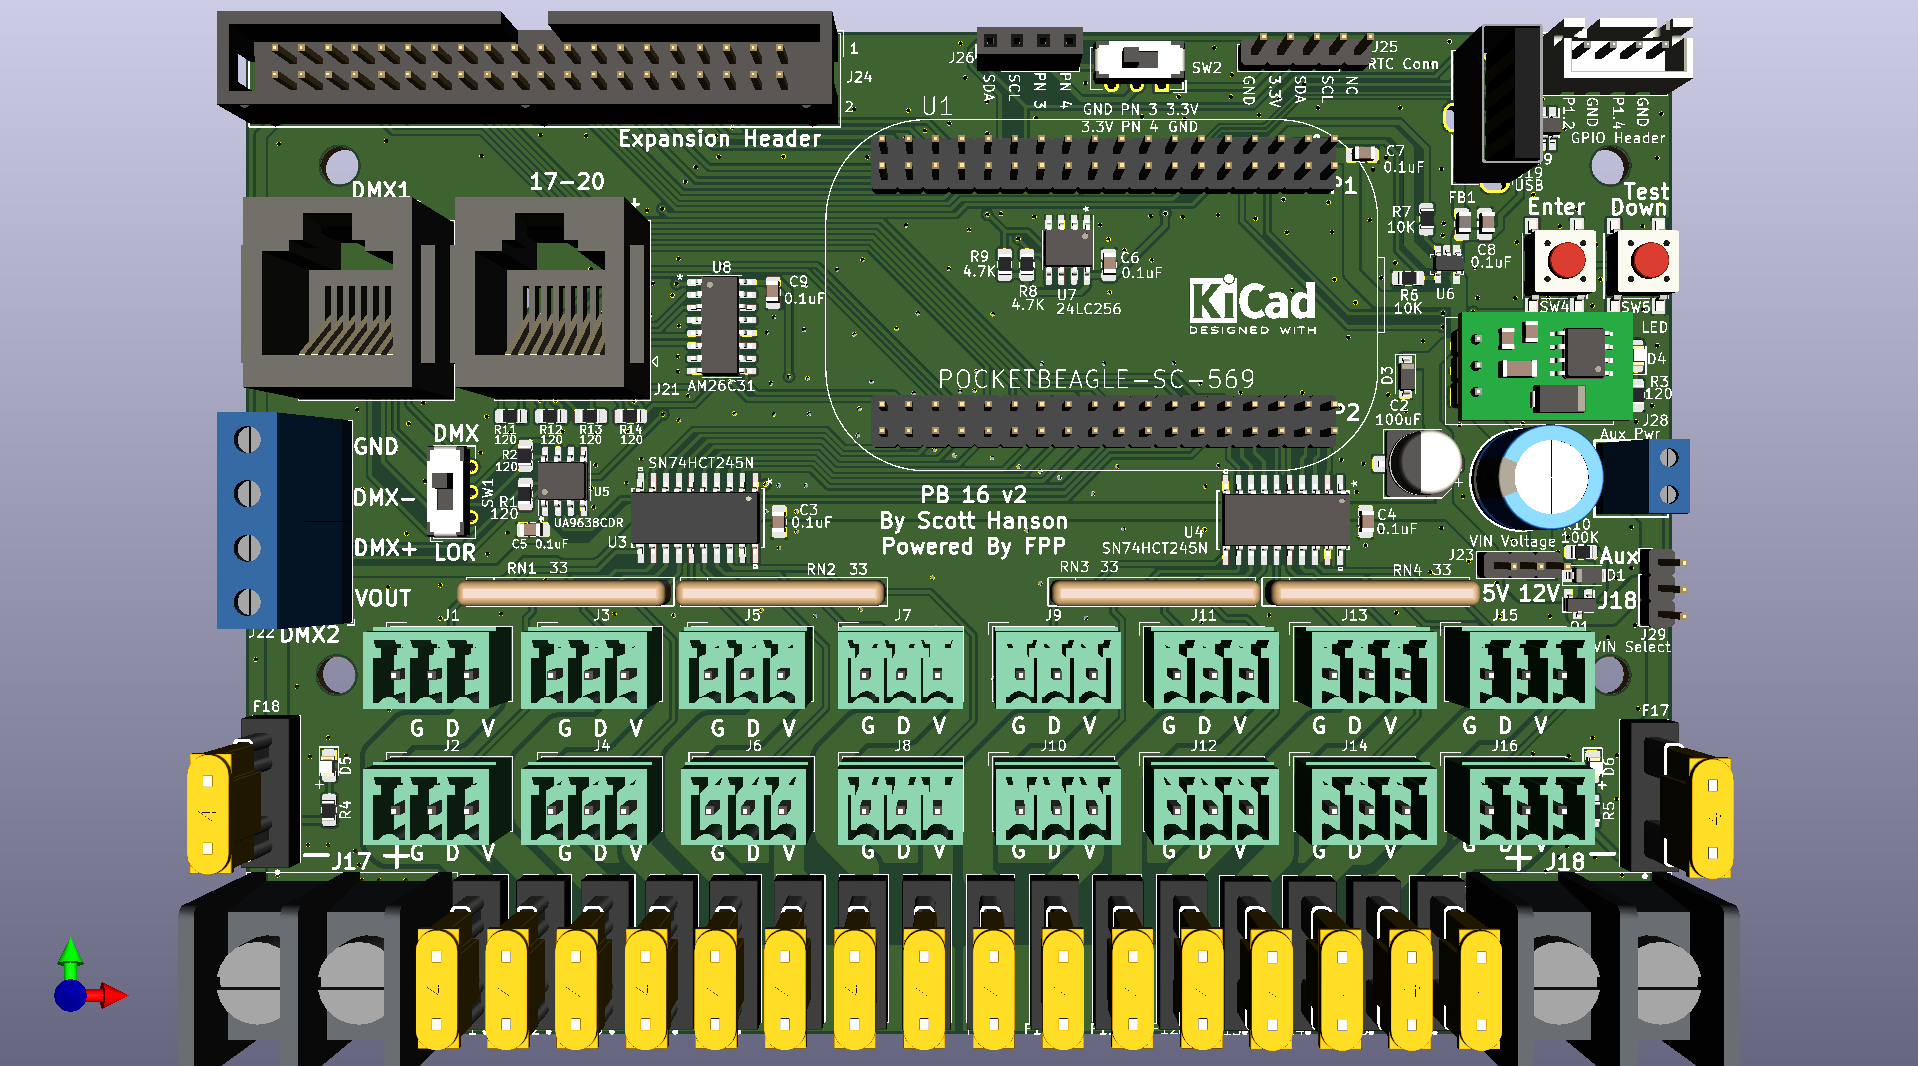 1
J24
2
Expansion Header
J26
SDA
SCL
PN 3
PN 4
SW2
GND PN 3 3.3V
3.3V PN 4 GND
J25
RTC Conn
GND
3.3V
SDA
SCL
NC
P1.2
GND
P1.4
GND
GPIO Header
USB
U1
C7
0.1uF
P1
DMX1
17-20
FB1
Test
Enter
Down
R7
10K
C8
0.1uF
U6
R6
10K
SW4
SW5
LED
D4
R3
120
J28
Aux Pwr
U8
C9
0.1uF
AM26C31
J21
R9
4.7K
R8
4.7K
U7
24LC256
C6
0.1uF
KiCad
DESIGNED WITH
POCKETBEAGLE-SC-569
P2
D3
C2
100uF
R11
120
R12
120
R13
120
R14
120
GND
DMX-
DMX+
VOUT
J22
DMX2
DMX
SW1
LOR
R2
120
R1
120
C5 0.1uF
U5
UA9638CDR
SN74HCT245N
U3
C3
0.1uF
PB 16 v2
By Scott Hanson
Powered By FPP
U4
SN74HCT245N
C4
0.1uF
VIN Voltage
J23
R10
100K
Aux
D1
5V 12V
J18
J29
VIN Select
RN1 33
RN2 33
RN3 33
RN4 33
J1
J3
J5
J7
J9
J11
J13
J15
G D V
G D V
G D V
G D V
G D V
G D V
G D V
G D V
F18
F17
J2
J4
J6
J8
J10
J12
J14
J16
D5
+
R4
D6
+
R5
G D V
G D V
G D V
G D V
G D V
G D V
G D V
G D V
- J17 +
+ J18 -